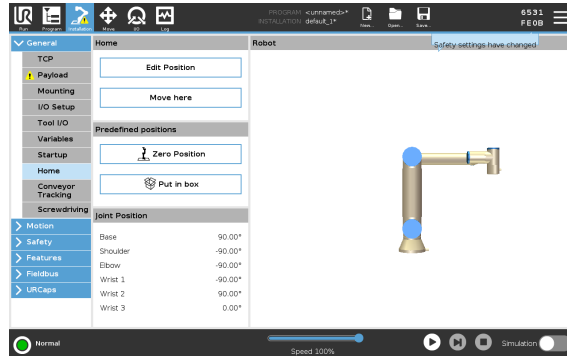 PROGRAM <unnamed>*
INSTALLATION default_1*
6531
FE0B
Run Program Installation Move I/O Log New... Open... Save...
General Home Robot
Safety settings have changed
TCP
Payload
Mounting
I/O Setup
Tool I/O
Variables
Startup
Home
Conveyor
Tracking
Screwdriving
Motion
Safety
Features
Fieldbus
URCaps
Edit Position
Move here
Predefined positions
Zero Position
Put in box
Joint Position
Base 90.00°
Shoulder -90.00°
Elbow -90.00°
Wrist 1 -90.00°
Wrist 2 90.00°
Wrist 3 0.00°
Normal
Speed 100%
Simulation